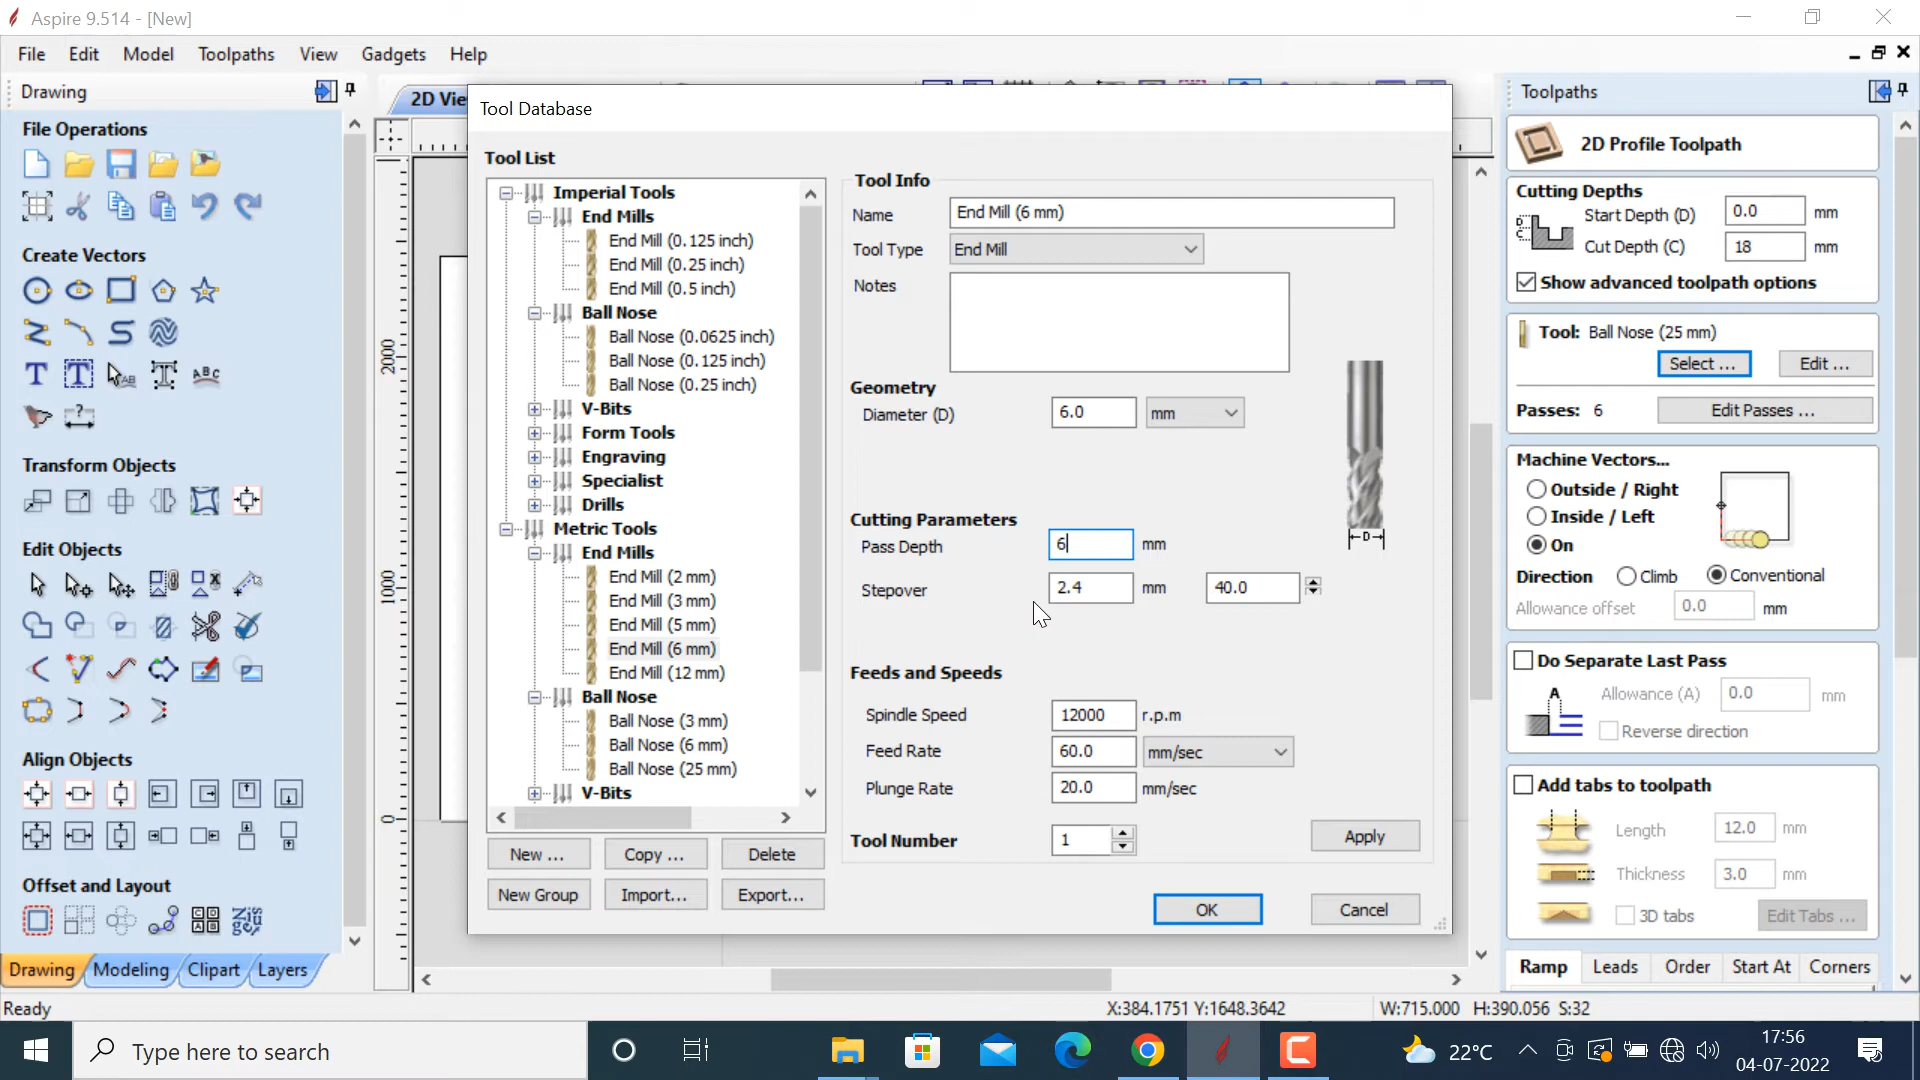 Aspire 9.514 - [New]
File Edit Model Toolpaths View Gadgets Help
Drawing
File Operations
Create Vectors
Transform Objects
Edit Objects
Align Objects
Offset and Layout
Drawing Modeling Clipart Layers
Ready
2D Vie
2000
1000
0
Tool Database
Tool List
Imperial Tools
End Mills
End Mill (0.125 inch)
End Mill (0.25 inch)
End Mill (0.5 inch)
Ball Nose
Ball Nose (0.0625 inch)
Ball Nose (0.125 inch)
Ball Nose (0.25 inch)
V-Bits
Form Tools
Engraving
Specialist
Drills
Metric Tools
End Mills
End Mill (2 mm)
End Mill (3 mm)
End Mill (5 mm)
End Mill (6 mm)
End Mill (12 mm)
Ball Nose
Ball Nose (3 mm)
Ball Nose (6 mm)
Ball Nose (25 mm)
V-Bits
New ... Copy ... Delete
New Group Import... Export...
Tool Info
Name End Mill (6 mm)
Tool Type End Mill
Notes
Geometry
Diameter (D) 6.0 mm
D
Cutting Parameters
Pass Depth 6 mm
Stepover 2.4 mm 40.0
Feeds and Speeds
Spindle Speed 12000 r.p.m
Feed Rate 60.0 mm/sec
Plunge Rate 20.0 mm/sec
Tool Number 1 Apply
OK Cancel
Toolpaths
2D Profile Toolpath
Cutting Depths
Start Depth (D) 0.0 mm
Cut Depth (C) 18 mm
Show advanced toolpath options
Tool: Ball Nose (25 mm)
Select ... Edit ...
Passes: 6 Edit Passes ...
Machine Vectors...
Outside / Right
Inside / Left
On
Direction Climb Conventional
Allowance offset 0.0 mm
Do Separate Last Pass
A Allowance (A) 0.0 mm
Reverse direction
Add tabs to toolpath
Length 12.0 mm
Thickness 3.0 mm
3D tabs Edit Tabs ...
Ramp Leads Order Start At Corners
X:384.1751 Y:1648.3642 W:715.000 H:390.056 S:32
Type here to search
22°C
17:56
04-07-2022